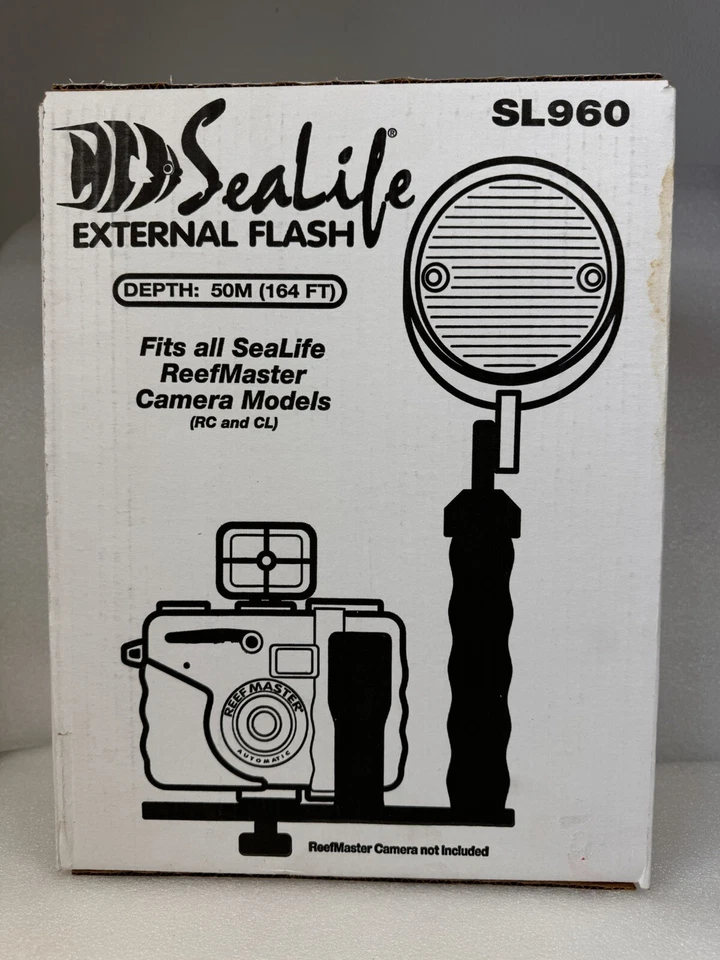 SeaLife®
SL960
EXTERNAL FLASH
DEPTH: 50M (164 FT)
Fits all SeaLife
ReefMaster
Camera Models
(RC and CL)
REEFMASTER
AUTOMATIC
ReefMaster Camera not Included